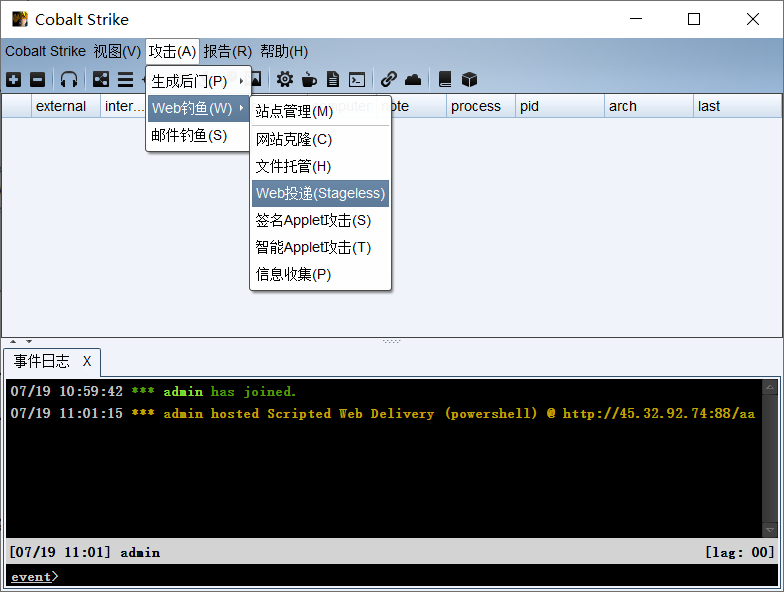 Cobalt Strike
Cobalt Strike 视图(V) 攻击(A) 报告(R) 帮助(H)
生成后门(P)
Web钓鱼(W)
邮件钓鱼(S)
站点管理(M)
网站克隆(C)
文件托管(H)
Web投递(Stageless)
签名Applet攻击(S)
智能Applet攻击(T)
信息收集(P)
external inter... computer note process pid arch last
事件日志 X
07/19 10:59:42 *** admin has joined.
07/19 11:01:15 *** admin hosted Scripted Web Delivery (powershell) @ http://45.32.92.74:88/aa
[07/19 11:01] admin [lag: 00]
event>